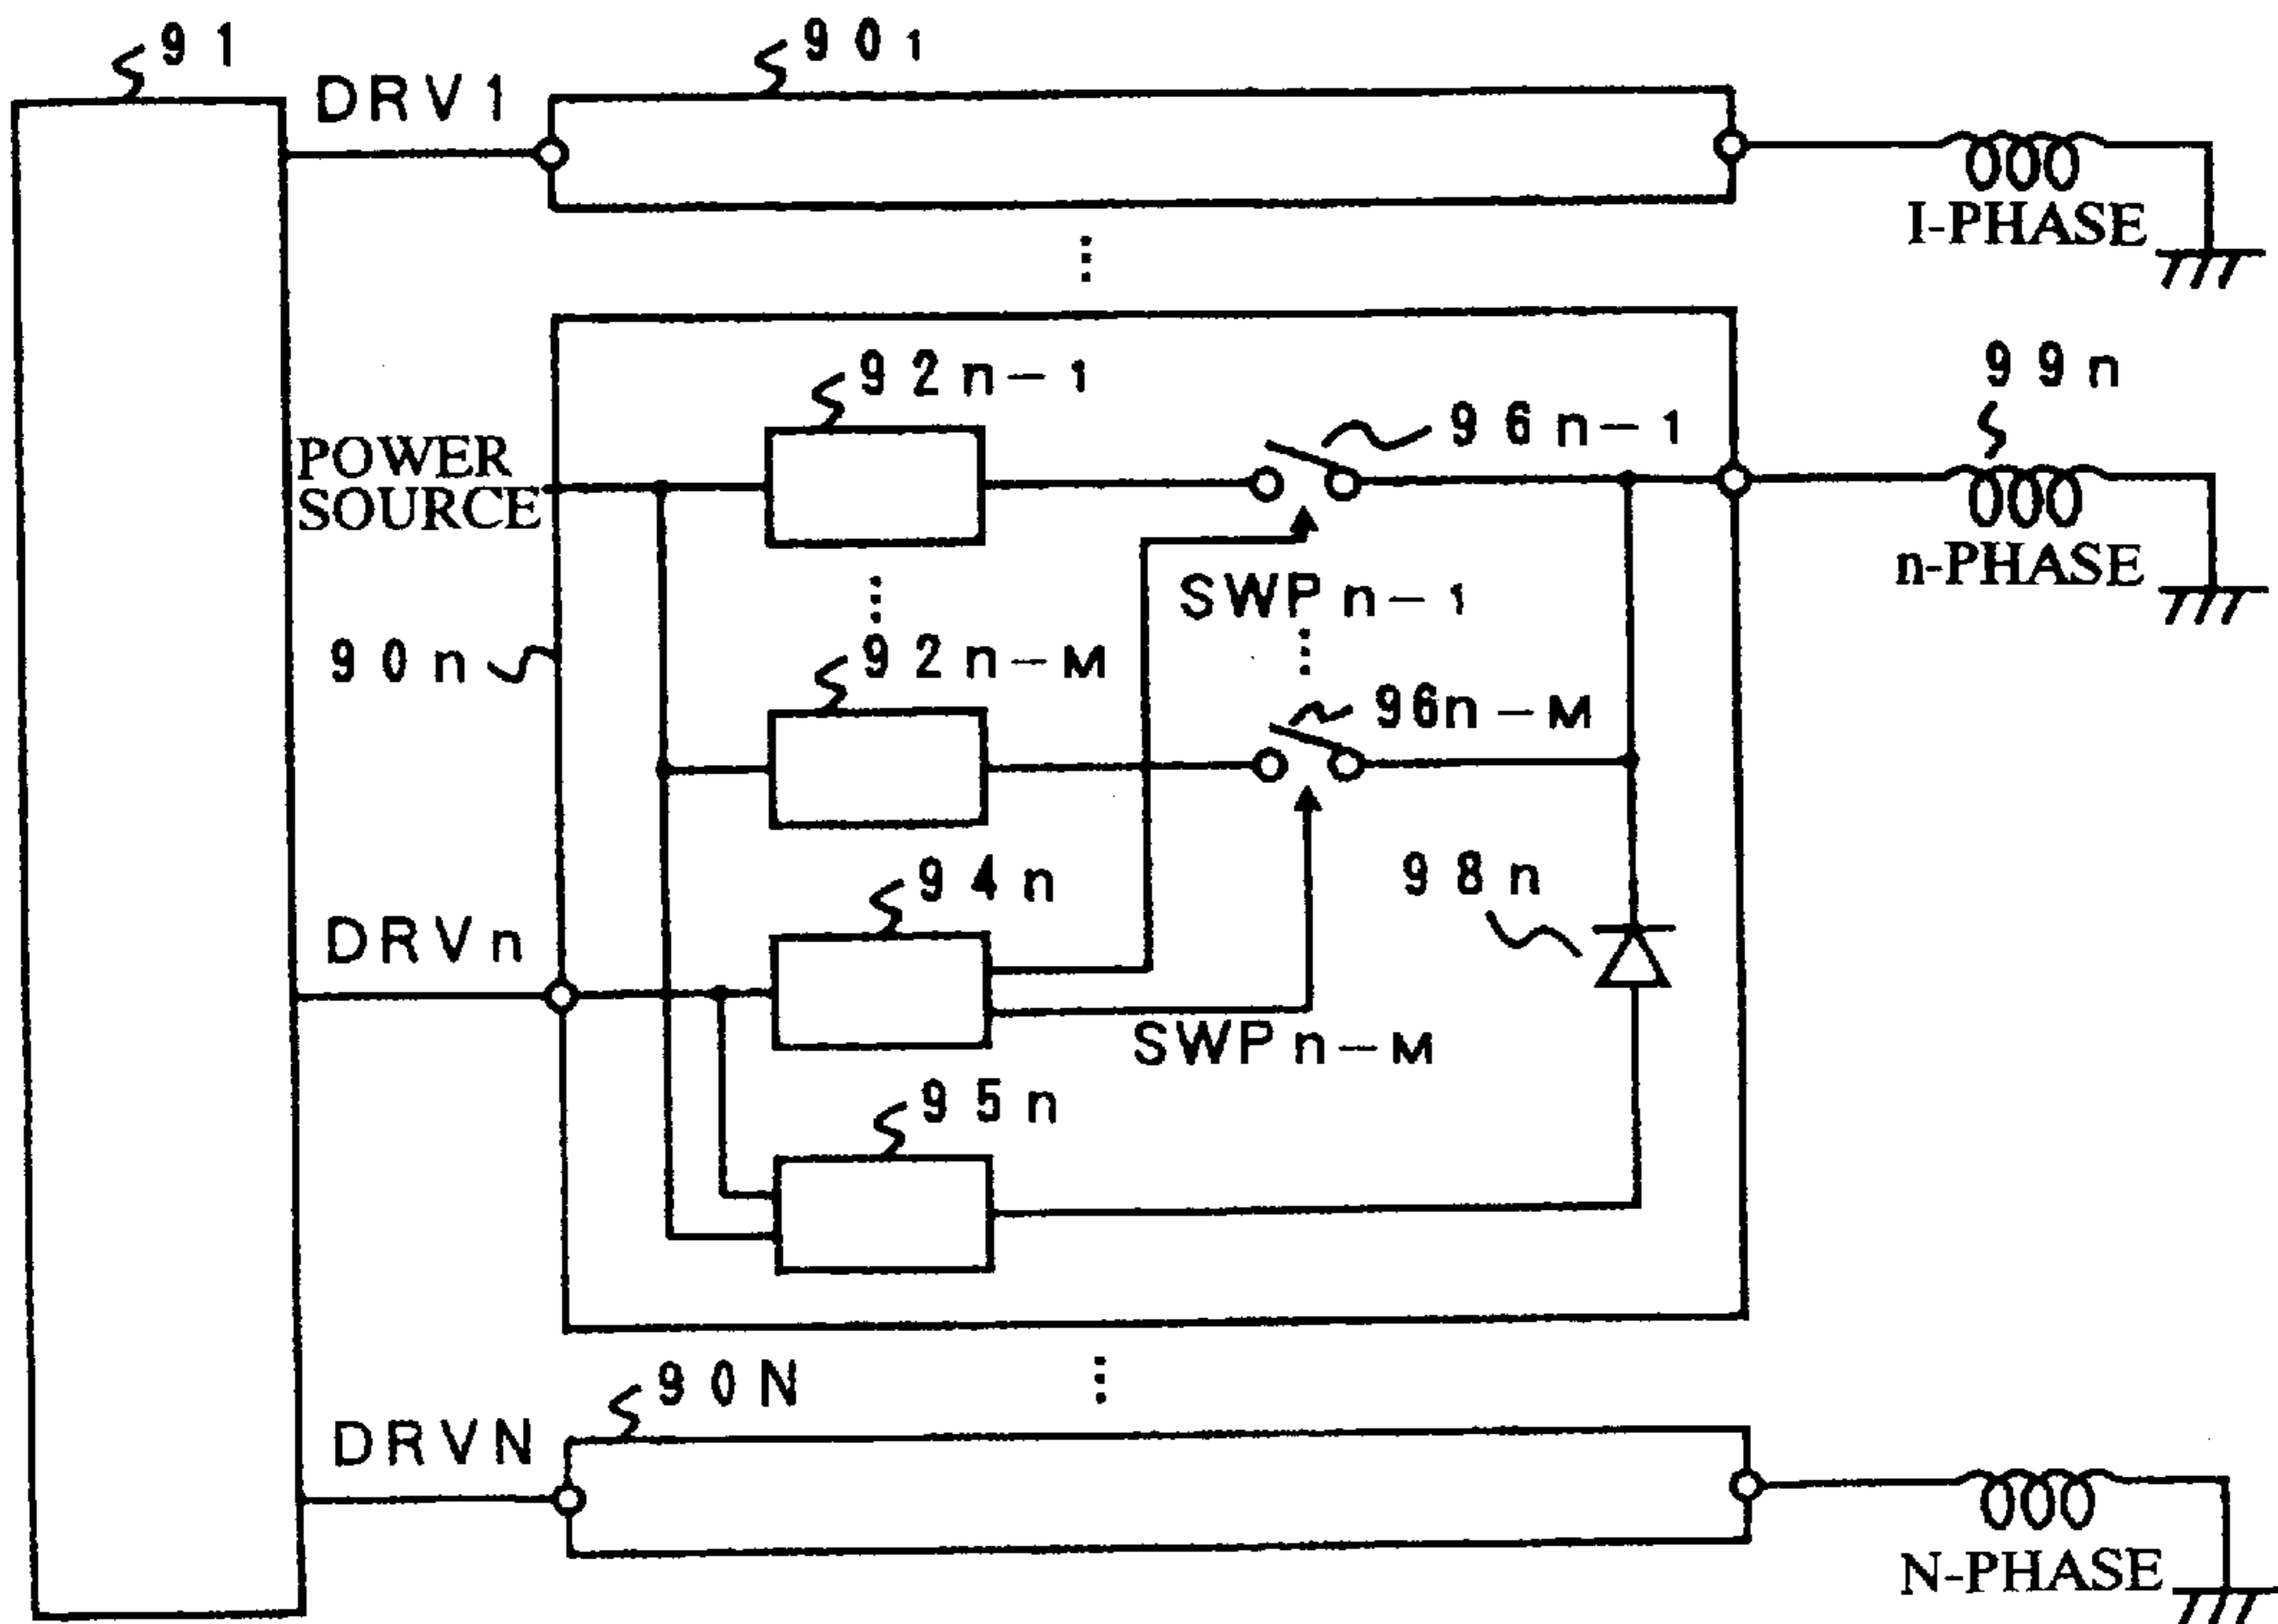 91
DRV1
901
I-PHASE
92n-1
96n-1
99n
POWER
SOURCE
n-PHASE
SWPn-1
90n
92n-M
96n-M
94n
98n
DRVn
SWPn-M
95n
90N
DRVN
N-PHASE